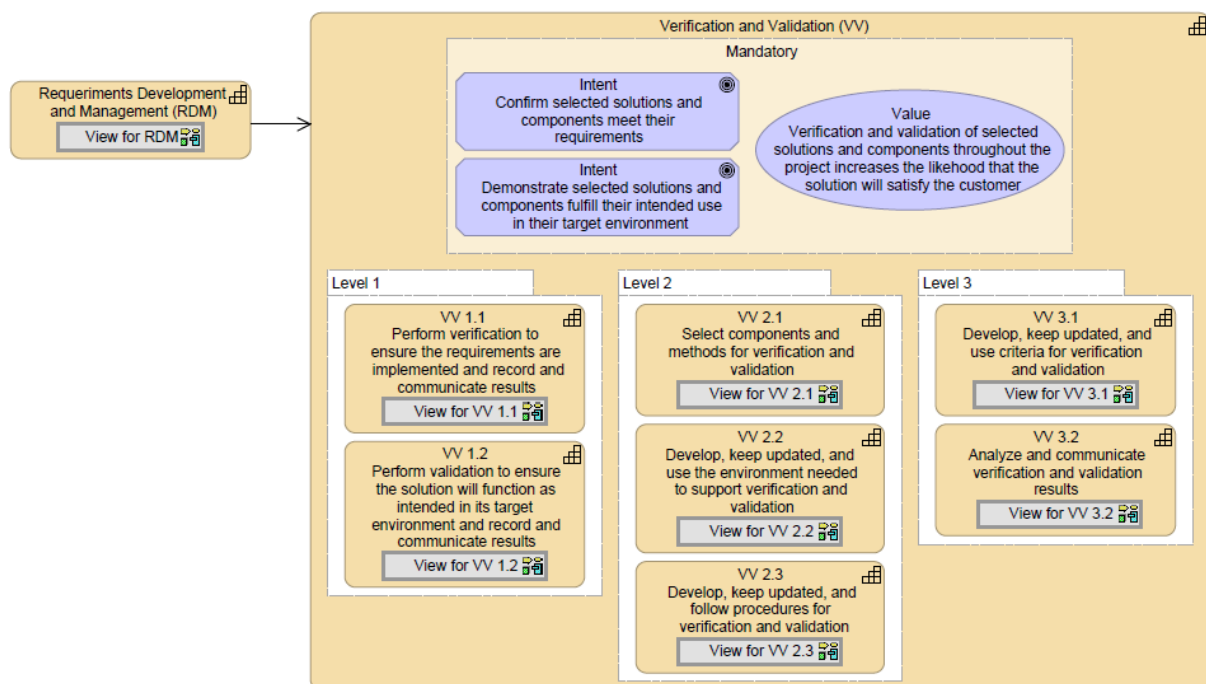 Verification and Validation (VV)
Mandatory
Requeriments Development
and Management (RDM)
View for RDM
Intent
Confirm selected solutions and
components meet their
requirements
Intent
Demonstrate selected solutions and
components fulfill their intended use
in their target environment
Value
Verification and validation of selected
solutions and components throughout the
project increases the likehood that the
solution will satisfy the customer
Level 1
VV 1.1
Perform verification to
ensure the requirements are
implemented and record and
communicate results
View for VV 1.1
VV 1.2
Perform validation to ensure
the solution will function as
intended in its target
environment and record and
communicate results
View for VV 1.2
Level 2
VV 2.1
Select components and
methods for verification and
validation
View for VV 2.1
VV 2.2
Develop, keep updated, and
use the environment needed
to support verification and
validation
View for VV 2.2
VV 2.3
Develop, keep updated, and
follow procedures for
verification and validation
View for VV 2.3
Level 3
VV 3.1
Develop, keep updated, and
use criteria for verification
and validation
View for VV 3.1
VV 3.2
Analyze and communicate
verification and validation
results
View for VV 3.2